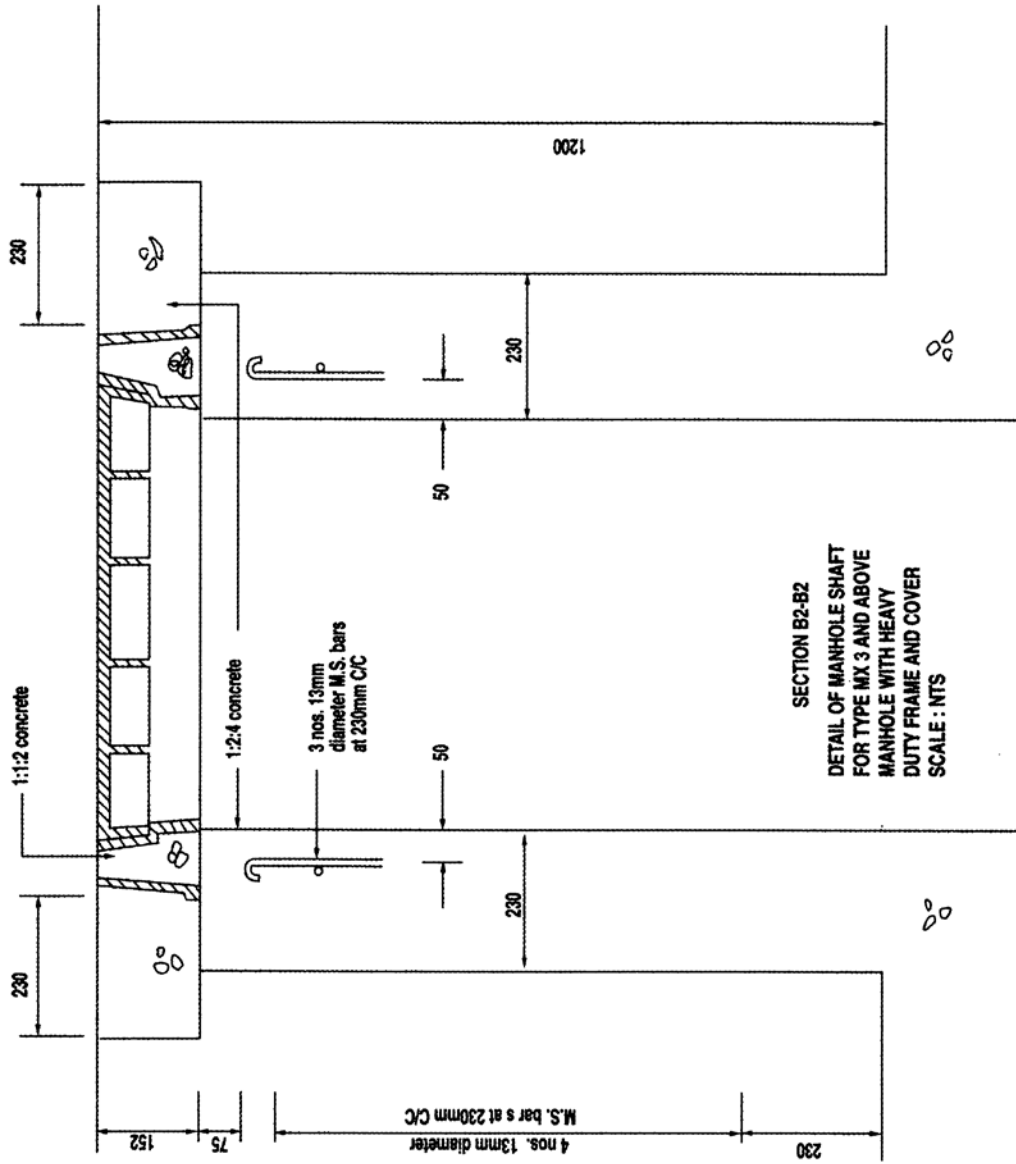 230
230
1:1:2 concrete
152
75
1:2:4 concrete
3 nos. 13mm
diameter M.S. bars
at 230mm C/C
50
50
230
230
1200
4 nos. 13mm diameter
M.S. bar s at 230mm C/C
230
SECTION B2-B2
DETAIL OF MANHOLE SHAFT
FOR TYPE MX 3 AND ABOVE
MANHOLE WITH HEAVY
DUTY FRAME AND COVER
SCALE : NTS